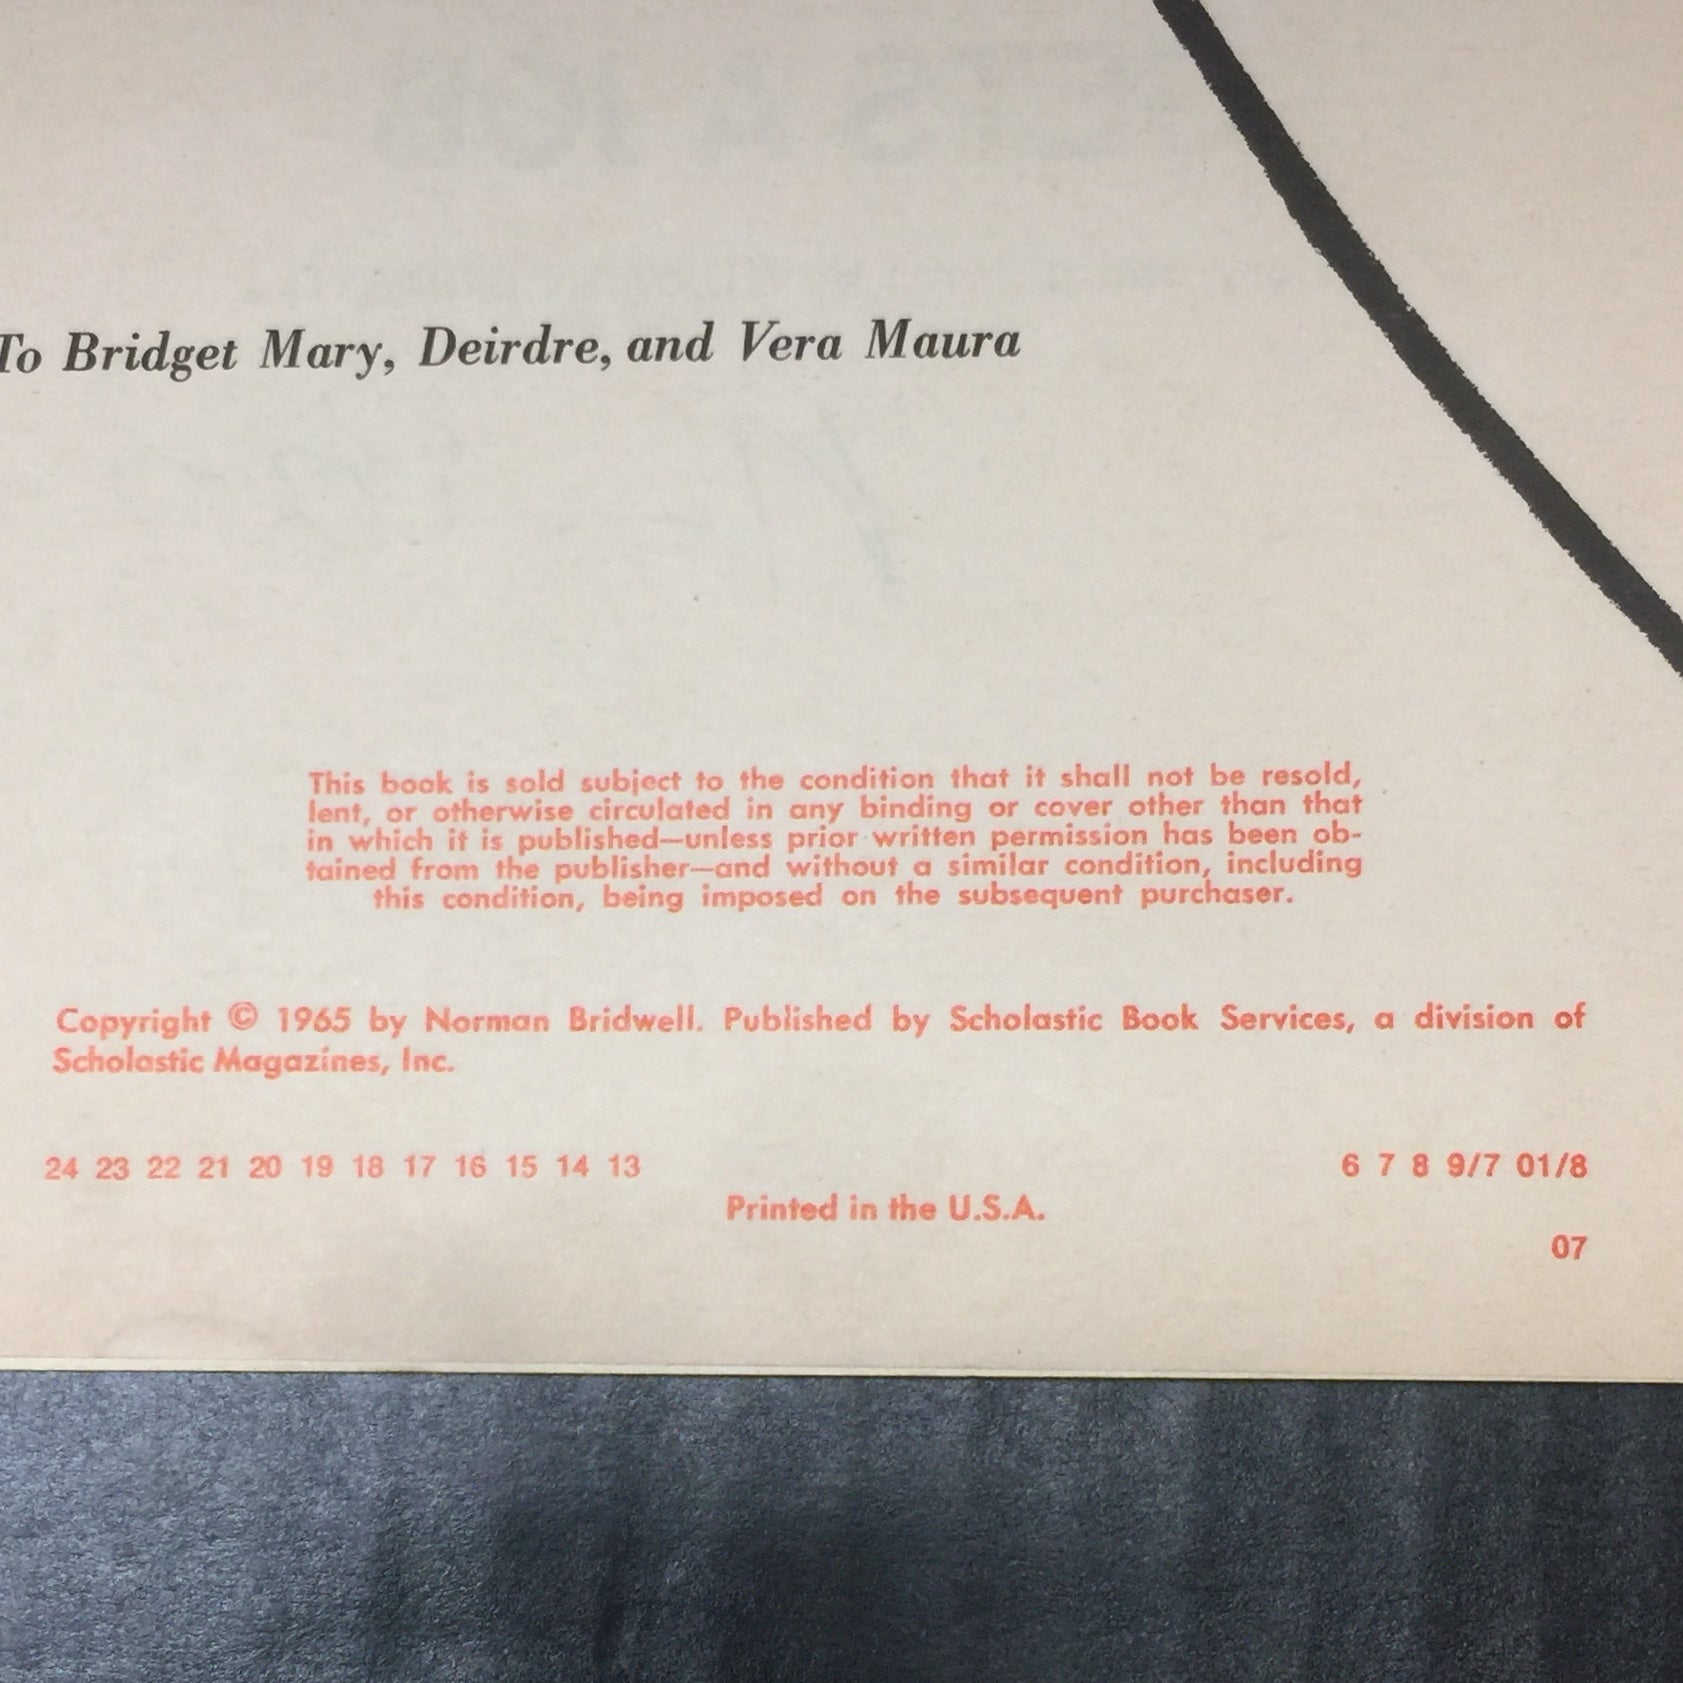 To Bridget Mary, Deirdre, and Vera Maura
This book is sold subject to the condition that it shall not be resold,
lent, or otherwise circulated in any binding or cover other than that
in which it is published—unless prior written permission has been ob-
tained from the publisher—and without a similar condition, including
this condition, being imposed on the subsequent purchaser.
Copyright © 1965 by Norman Bridwell. Published by Scholastic Book Services, a division of
Scholastic Magazines, Inc.
24 23 22 21 20 19 18 17 16 15 14 13 6 7 8 9/7 01/8
Printed in the U.S.A.
07